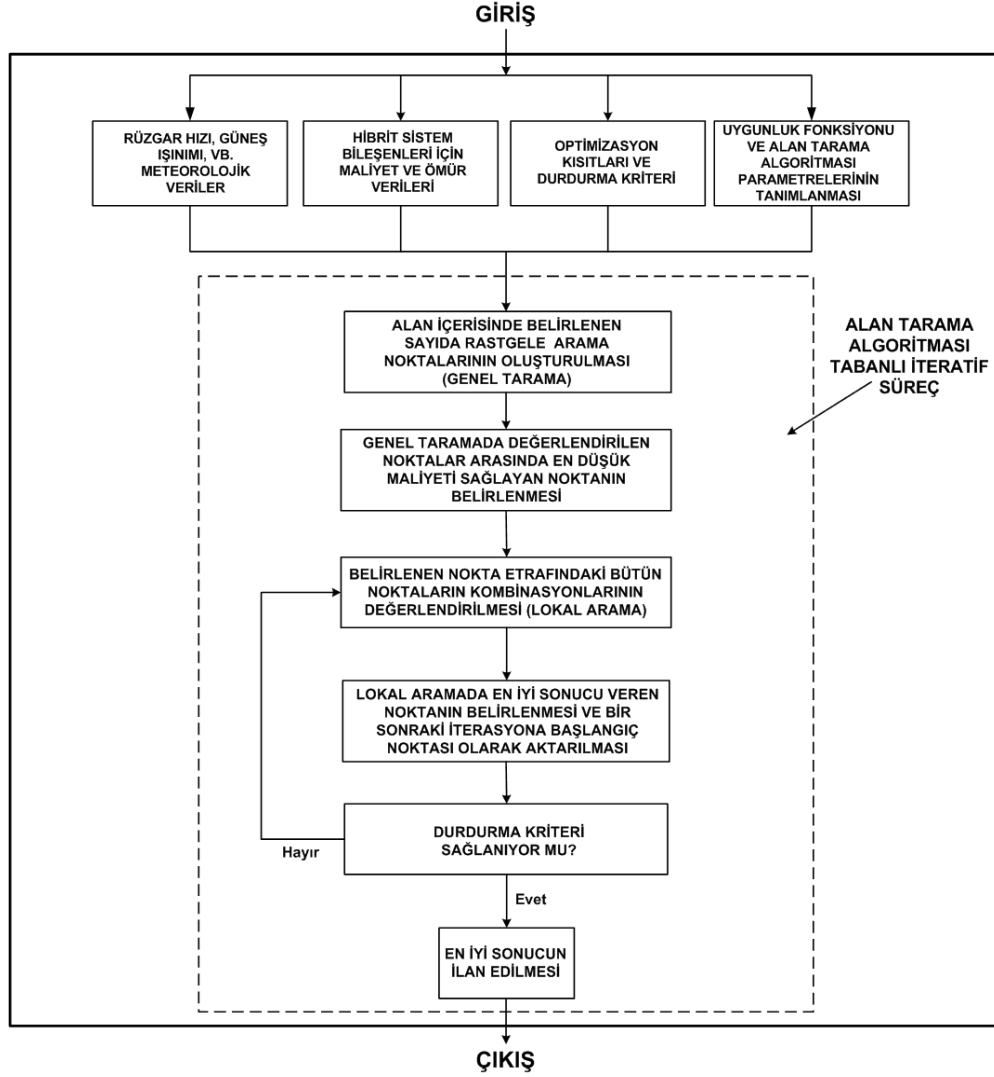 GİRİŞ
RÜZGAR HIZI, GÜNEŞ
IŞINIMI, VB.
METEOROLOJİK
VERİLER
HİBRİT SİSTEM
BİLEŞENLERİ İÇİN
MALİYET VE ÖMÜR
VERİLERİ
OPTİMİZASYON
KISITLARI VE
DURDURMA KRİTERİ
UYGUNLUK FONKSİYONU
VE ALAN TARAMA
ALGORİTMASI
PARAMETRELERİNİN
TANIMLANMASI
ALAN İÇERİSİNDE BELİRLENEN
SAYIDA RASTGELE ARAMA
NOKTALARININ OLUŞTURULMASI
(GENEL TARAMA)
ALAN TARAMA
ALGORİTMASI
TABANLI İTERATİF
SÜREÇ
GENEL TARAMADA DEĞERLENDİRİLEN
NOKTALAR ARASINDA EN DÜŞÜK
MALİYETİ SAĞLAYAN NOKTANIN
BELİRLENMESİ
BELİRLENEN NOKTA ETRAFINDAKİ BÜTÜN
NOKTALARIN KOMBİNASYONLARININ
DEĞERLENDİRİLMESİ (LOKAL ARAMA)
LOKAL ARAMADA EN İYİ SONUCU VEREN
NOKTANIN BELİRLENMESİ VE BİR
SONRAKİ İTERASYONA BAŞLANGIÇ
NOKTASI OLARAK AKTARILMASI
DURDURMA KRİTERİ
SAĞLANIYOR MU?
Hayır
Evet
EN İYİ SONUCUN
İLAN EDİLMESİ
ÇIKIŞ